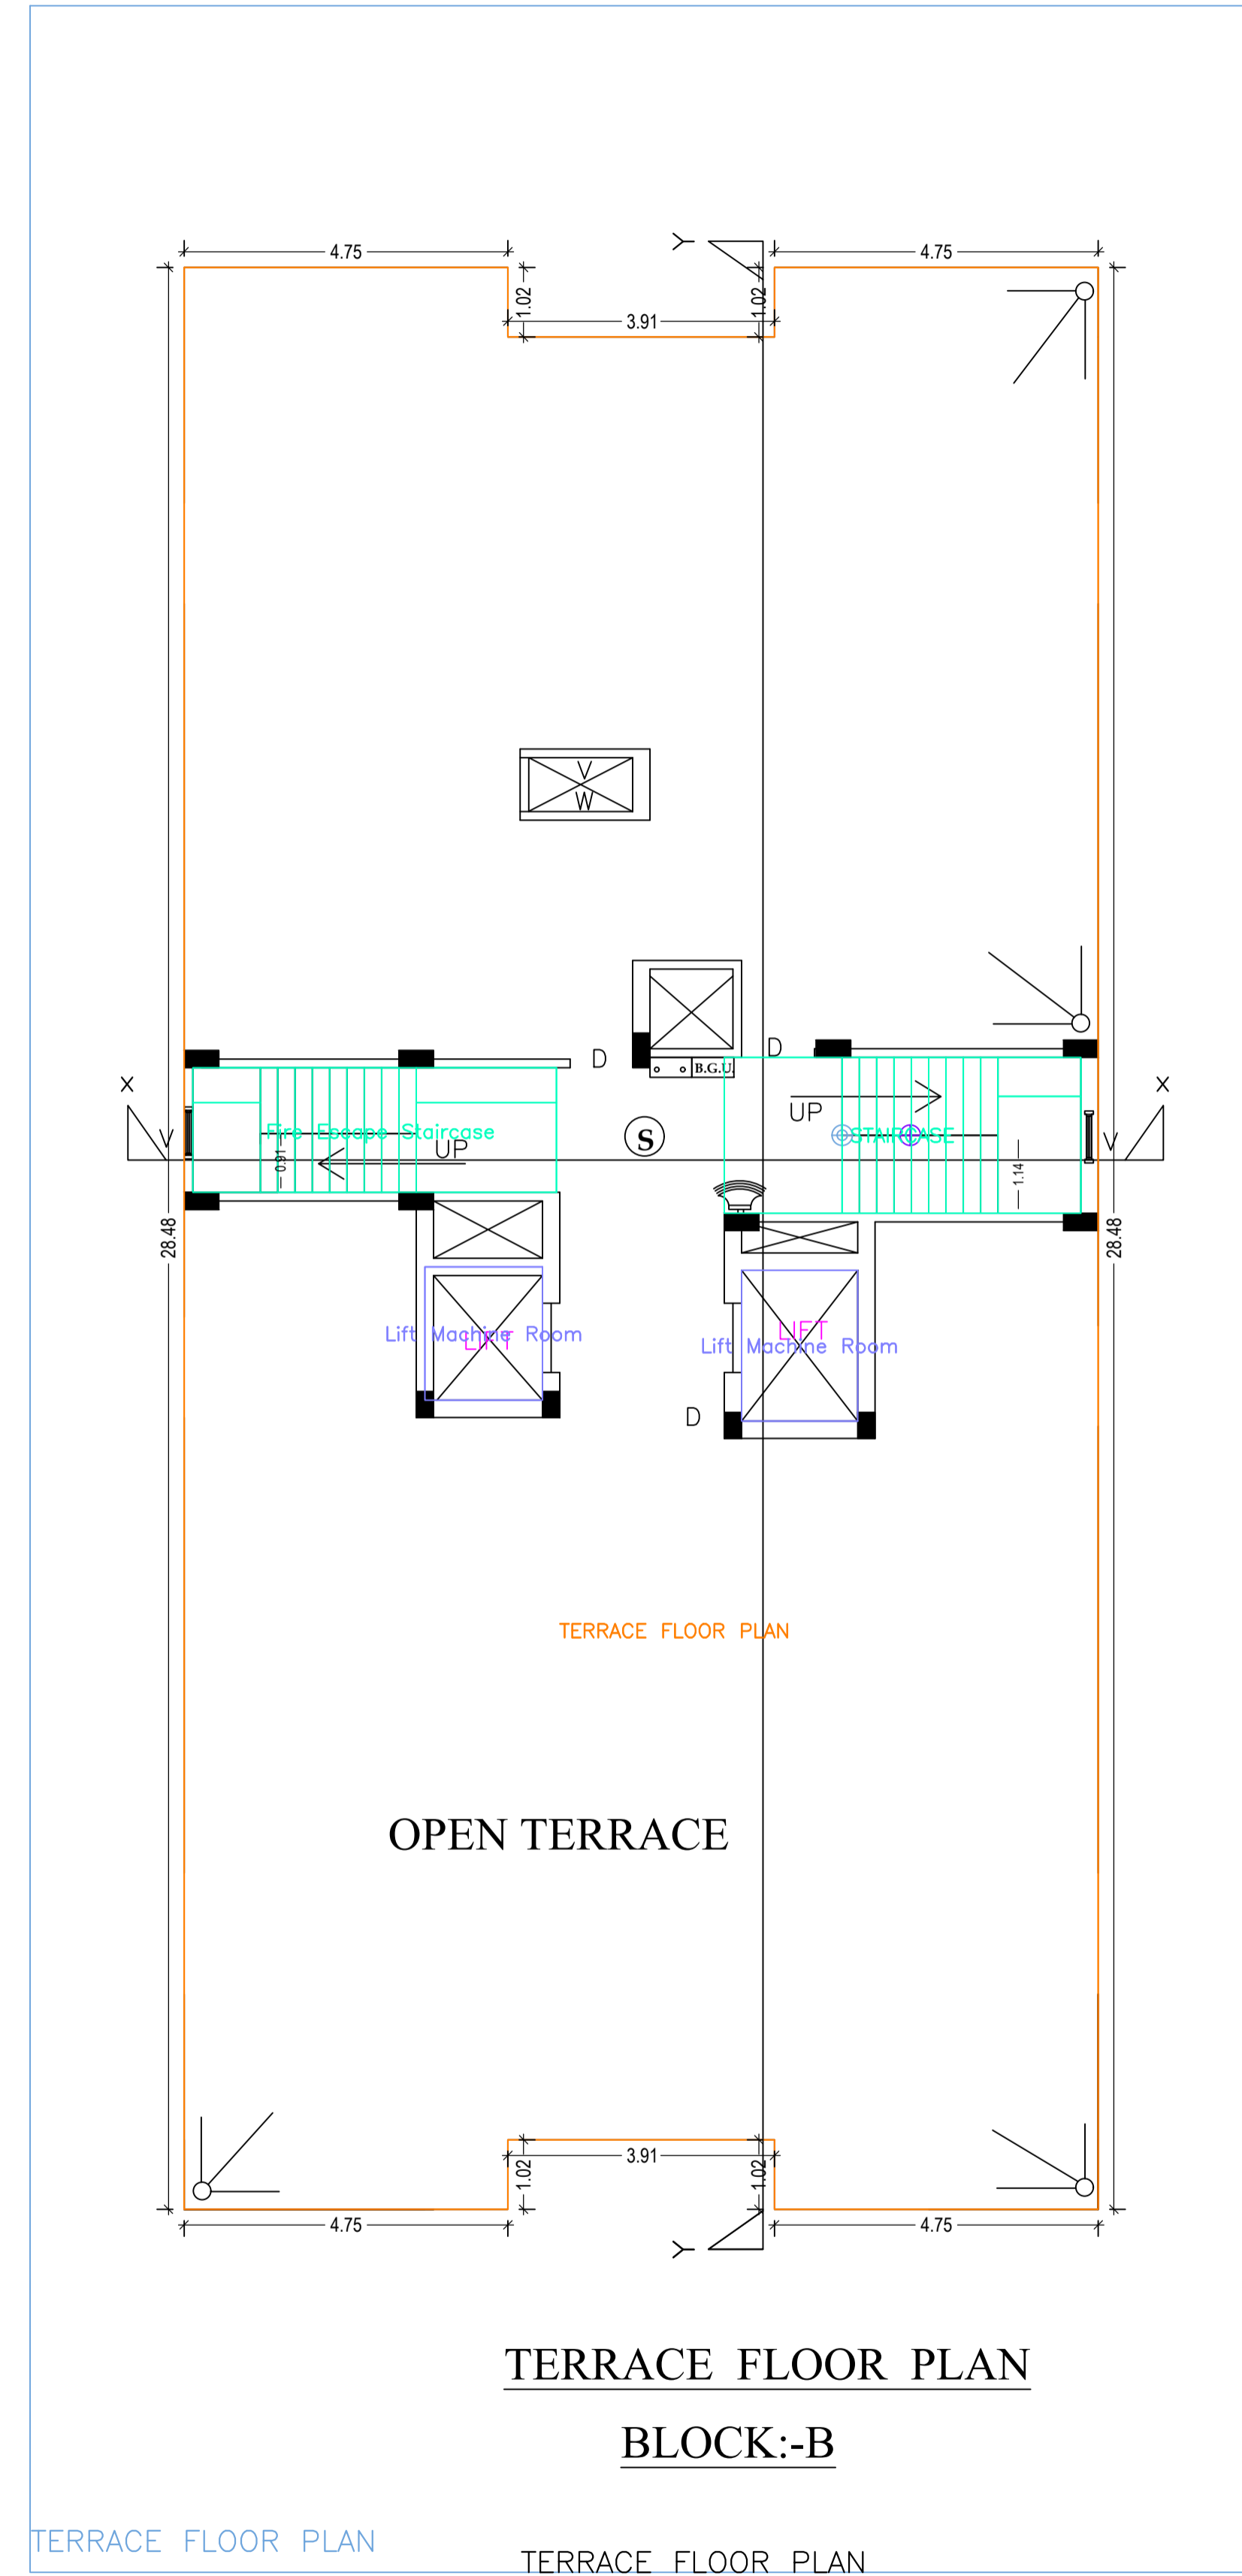 Y
4.75
4.75
1.02
1.02
3.91
V
W
D
D
B.G.U.
X
X
UP
Fire Escape Staircase
S
STAIRCASE
UP
V
V
0.91
1.14
28.48
28.48
LIFT
Lift Machine Room
LIFT
Lift Machine Room
D
TERRACE FLOOR PLAN
OPEN TERRACE
3.91
1.02
1.02
4.75
4.75
Y
TERRACE FLOOR PLAN
BLOCK:-B
TERRACE FLOOR PLAN
TERRACE FLOOR PLAN